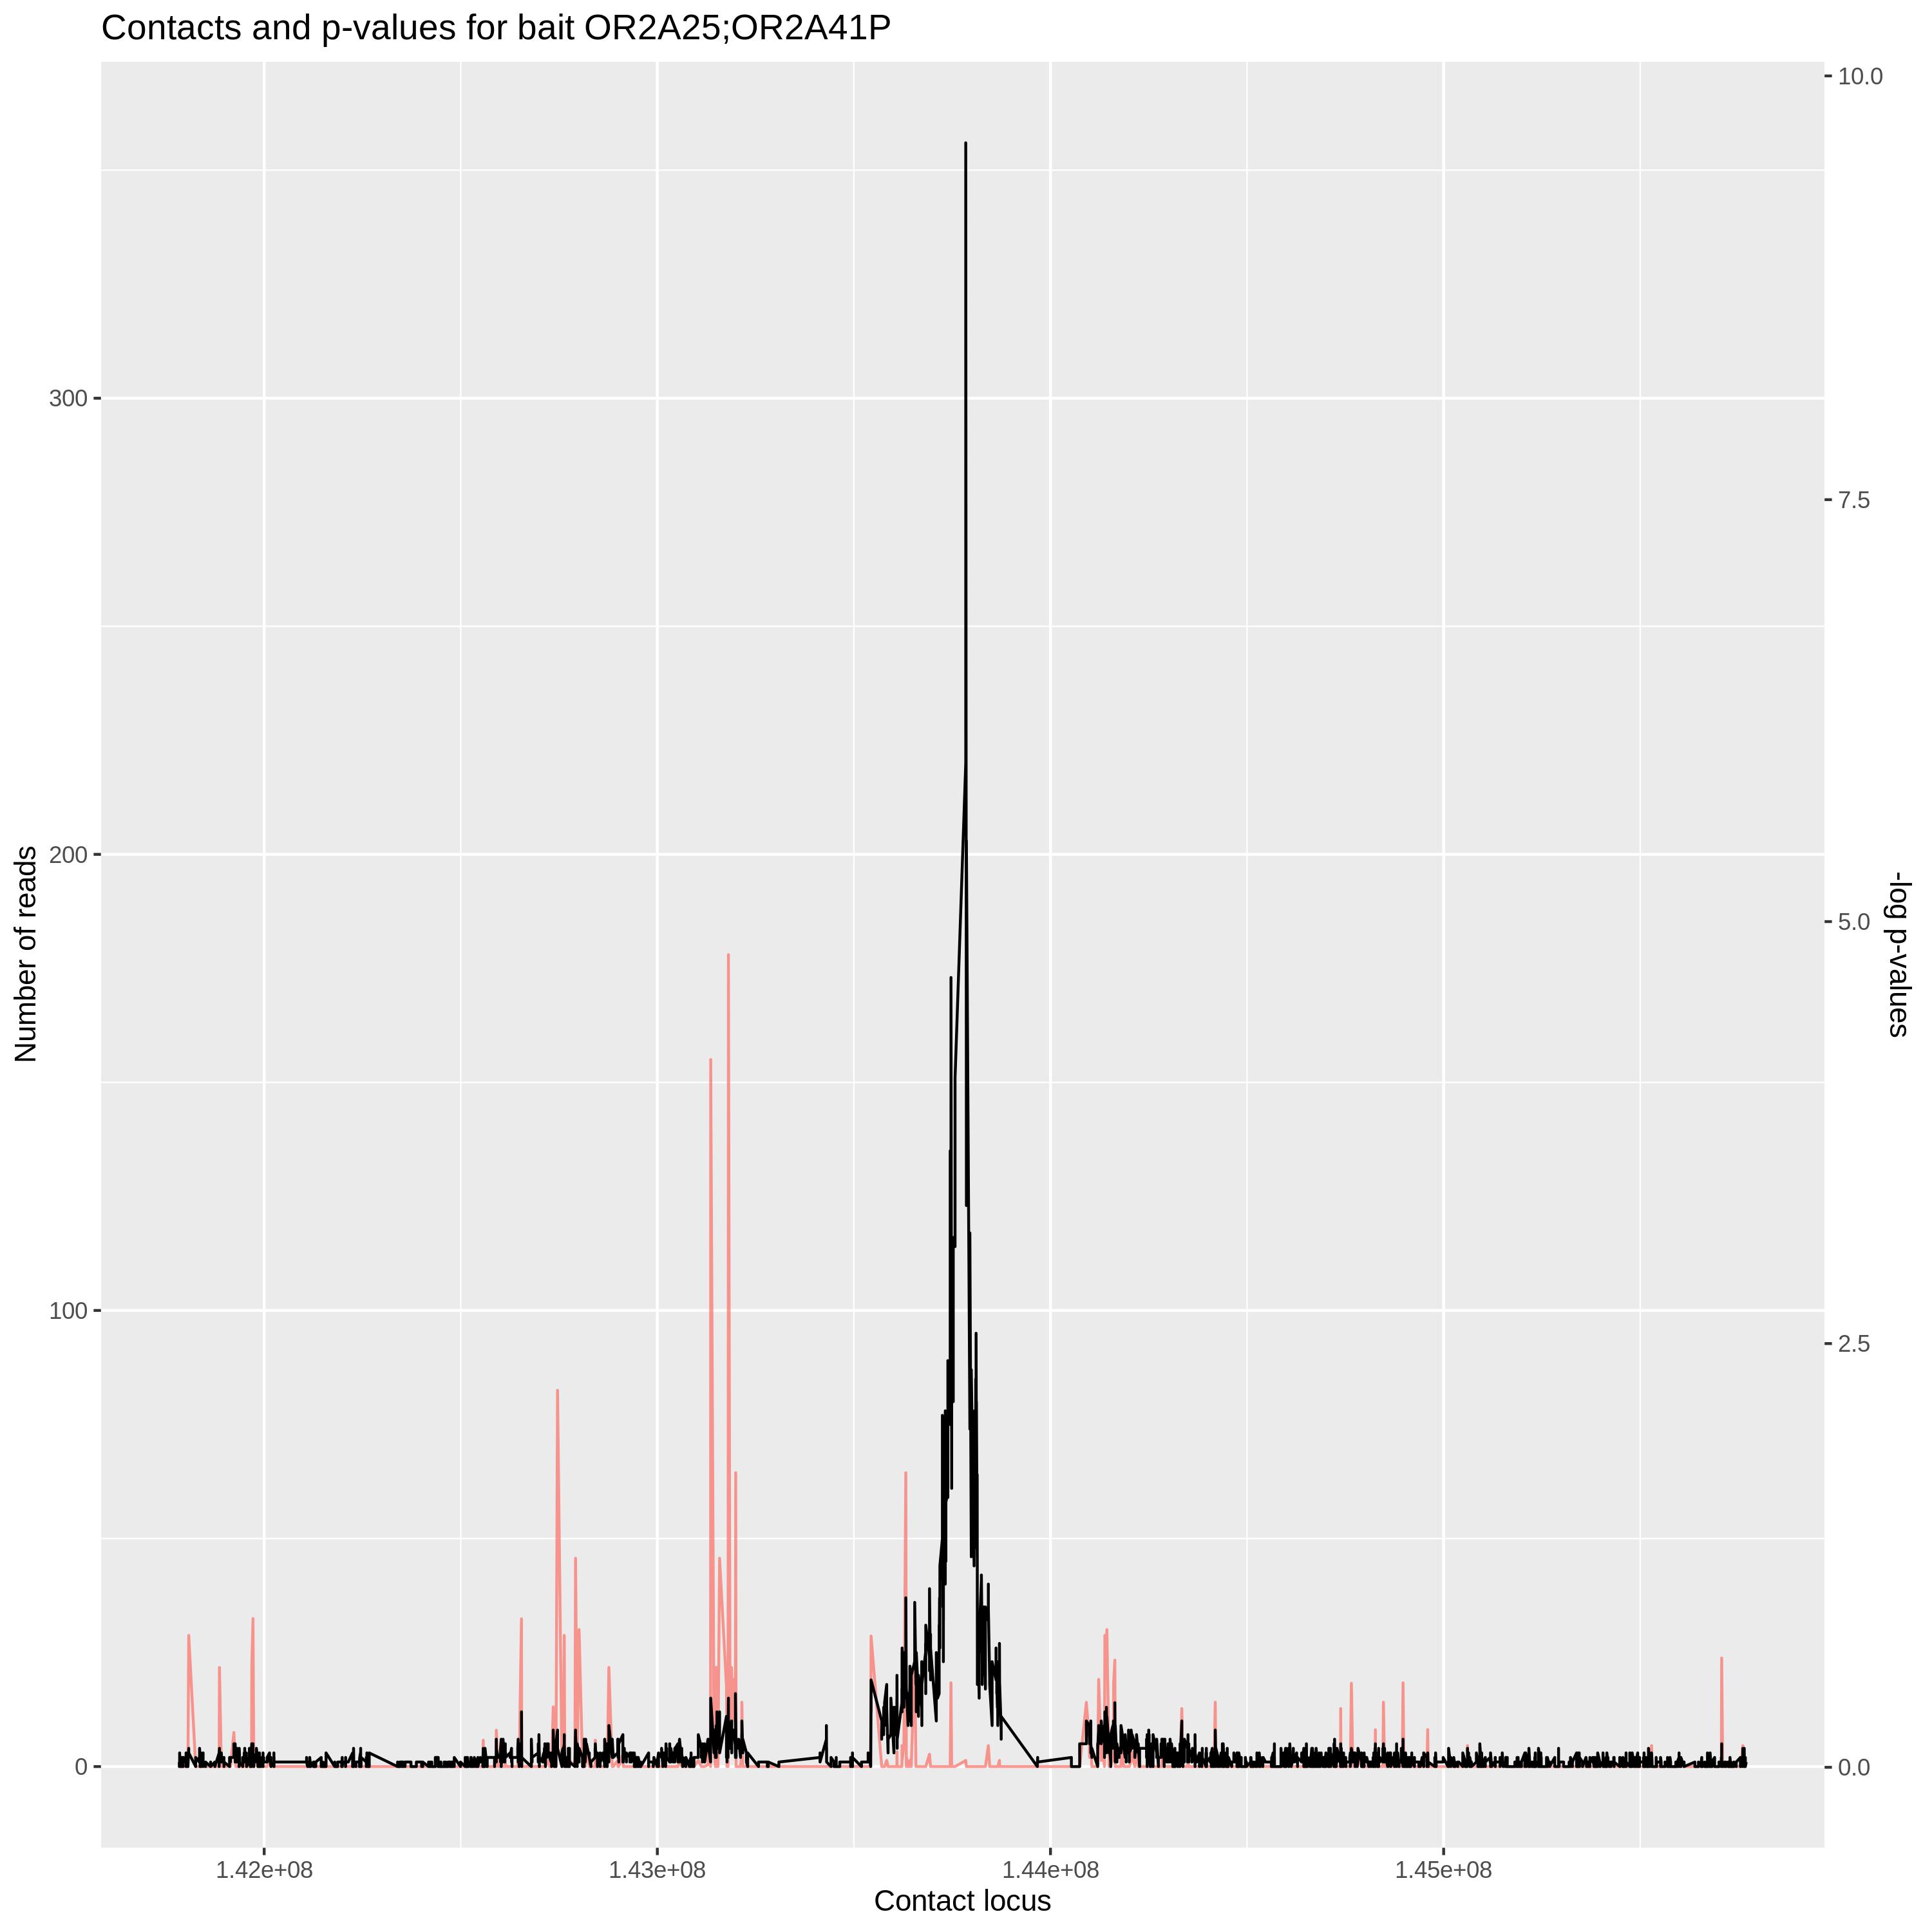 Contacts and p-values for bait OR2A25;OR2A41P
10.0
7.5
5.0
2.5
0.0
300
200
100
0
Number of reads
-log p-values
1.42e+08 1.43e+08 1.44e+08 1.45e+08
Contact locus